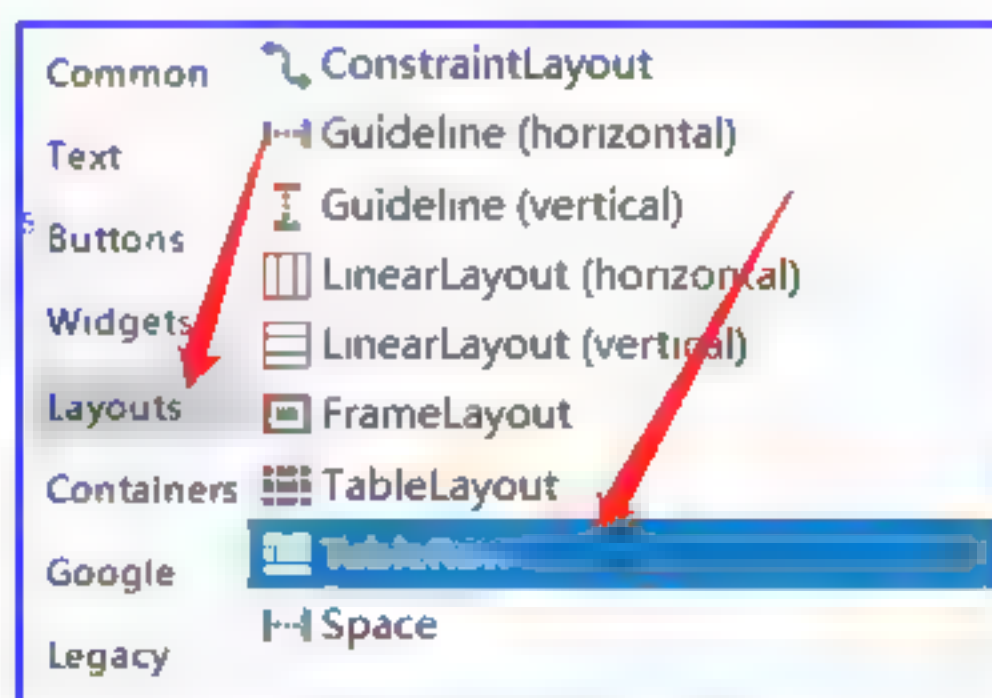 Common
Text
Buttons
Widgets
Layouts
Containers
Google
Legacy
ConstraintLayout
Guideline (horizontal)
Guideline (vertical)
LinearLayout (horizontal)
LinearLayout (vertical)
FrameLayout
TableLayout
Space